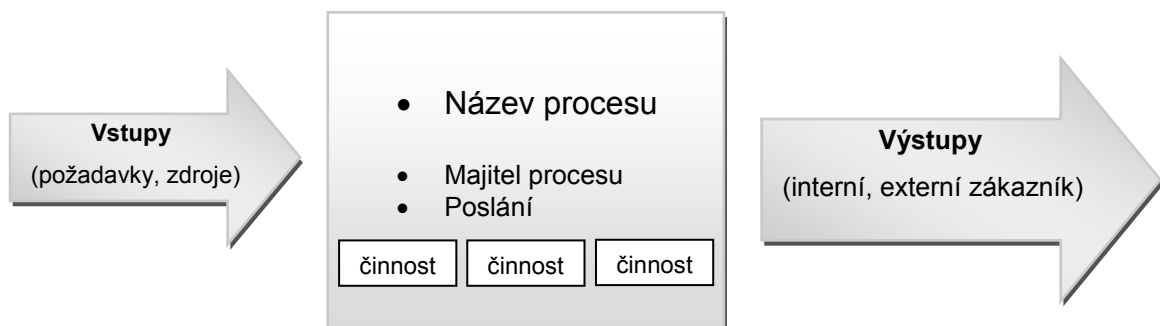 Vstupy
(požadavky, zdroje)
• Název procesu
• Majitel procesu
• Poslání
činnost
činnost
činnost
Výstupy
(interní, externí zákazník)